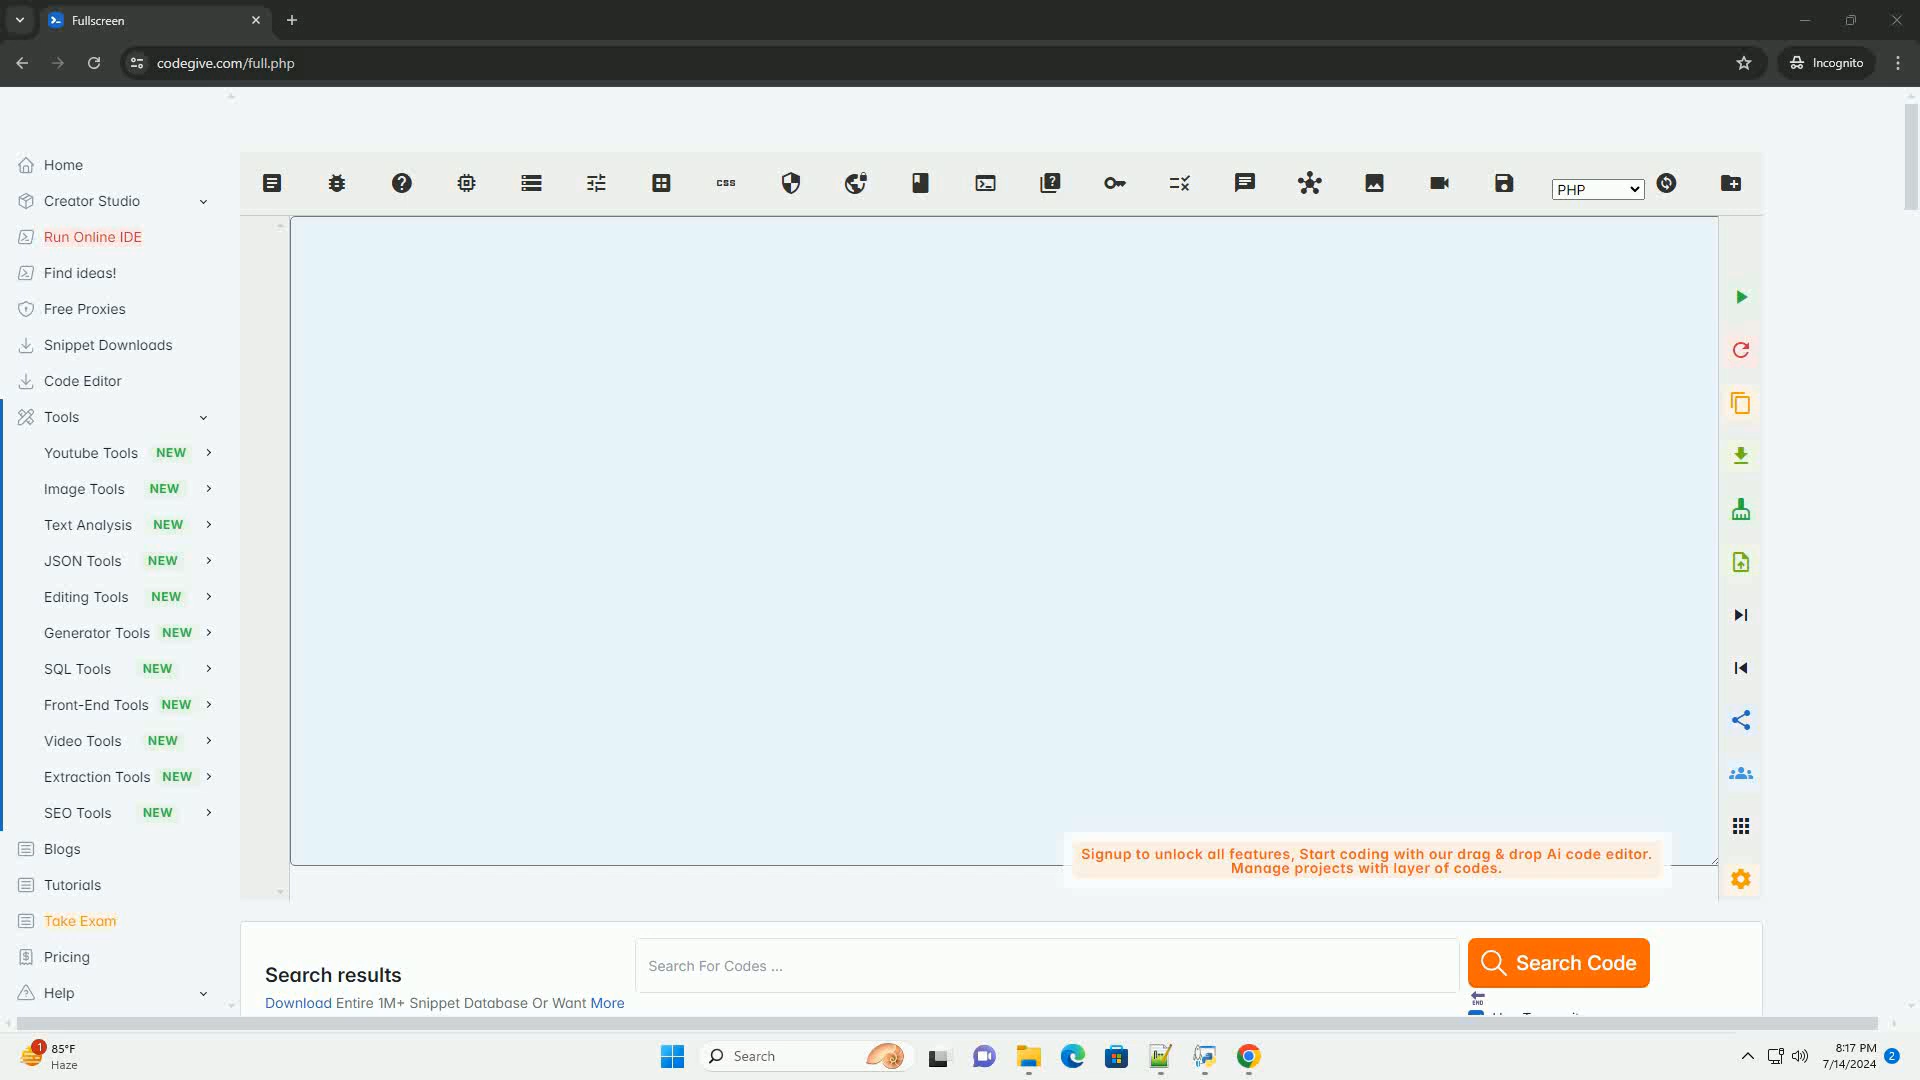 Fullscreen
codegive.com/full.php
Incognito
Home
Creator Studio
Run Online IDE
Find ideas!
Free Proxies
Snippet Downloads
Code Editor
Tools
Youtube Tools NEW
Image Tools NEW
Text Analysis NEW
JSON Tools NEW
Editing Tools NEW
Generator Tools NEW
SQL Tools NEW
Front-End Tools NEW
Video Tools NEW
Extraction Tools NEW
SEO Tools NEW
Blogs
Tutorials
Take Exam
Pricing
Help
CSS
PHP
Signup to unlock all features, Start coding with our drag & drop Ai code editor.
Manage projects with layer of codes.
Search results
Download Entire 1M+ Snippet Database Or Want More
Search For Codes ...
Search Code
END
1
85°F
Haze
Search
8:17 PM
7/14/2024
2